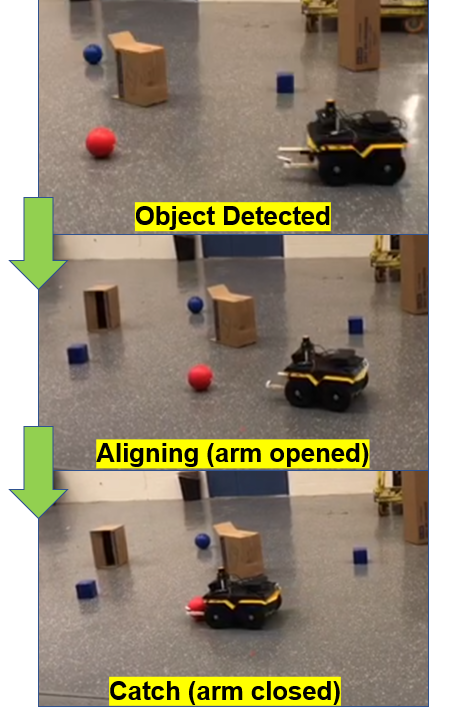 Object Detected
Aligning (arm opened)
Catch (arm closed)